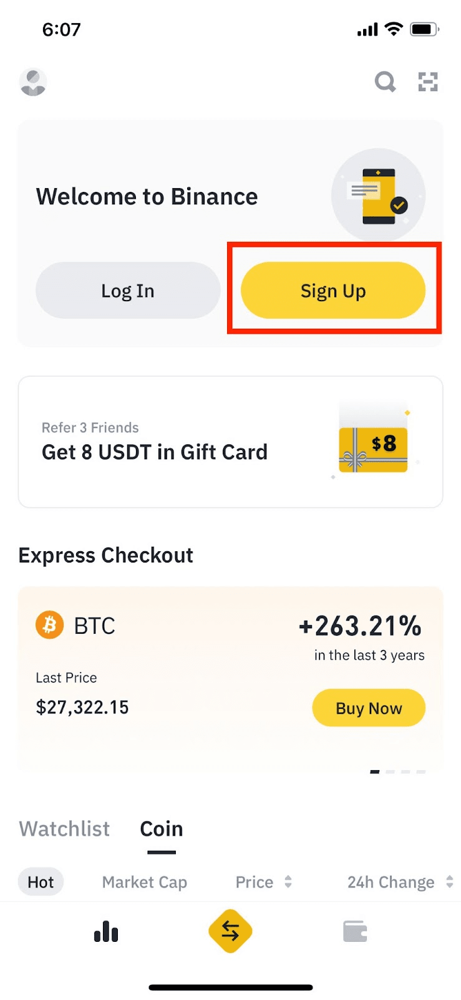 6:07
Welcome to Binance
Log In
Sign Up
Refer 3 Friends
Get 8 USDT in Gift Card
$8
Express Checkout
BTC
+263.21%
in the last 3 years
Last Price
$27,322.15
Buy Now
Watchlist
Coin
Hot
Market Cap
Price
24h Change